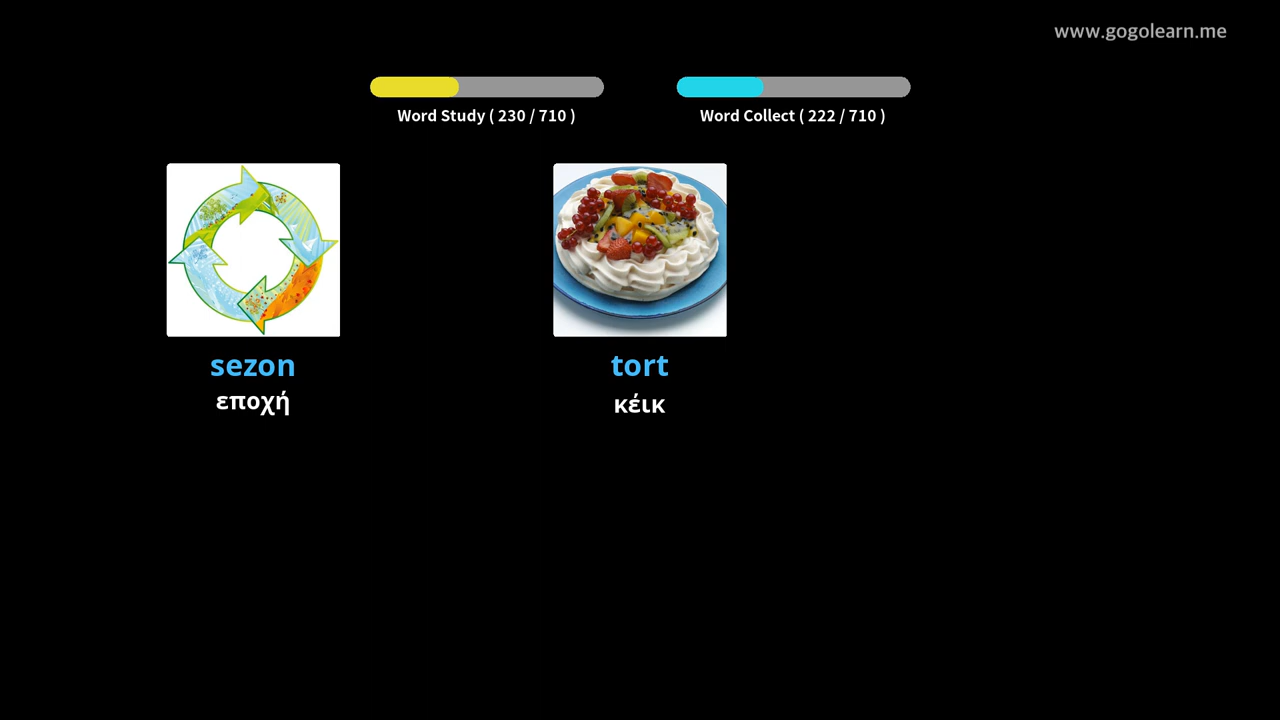 www.gogolearn.me
Word Study ( 230 / 710 )
Word Collect ( 222 / 710 )
sezon
εποχή
tort
κέικ